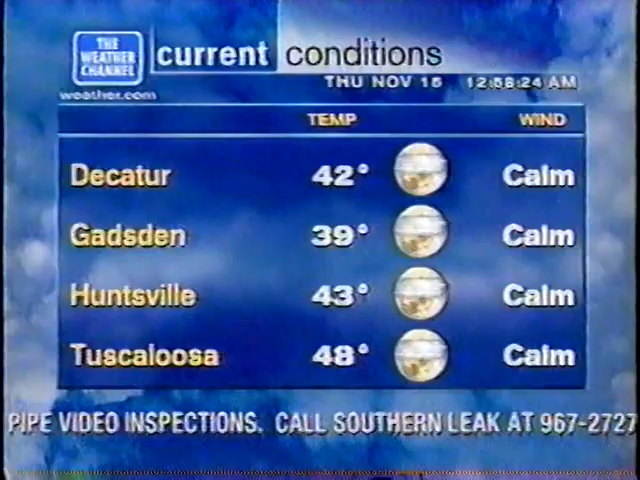 THE WEATHER CHANNEL
current conditions
weather.com
THU NOV 15 12:58:24 AM
TEMP WIND
Decatur 42° Calm
Gadsden 39° Calm
Huntsville 43° Calm
Tuscaloosa 48° Calm
PIPE VIDEO INSPECTIONS. CALL SOUTHERN LEAK AT 967-2727